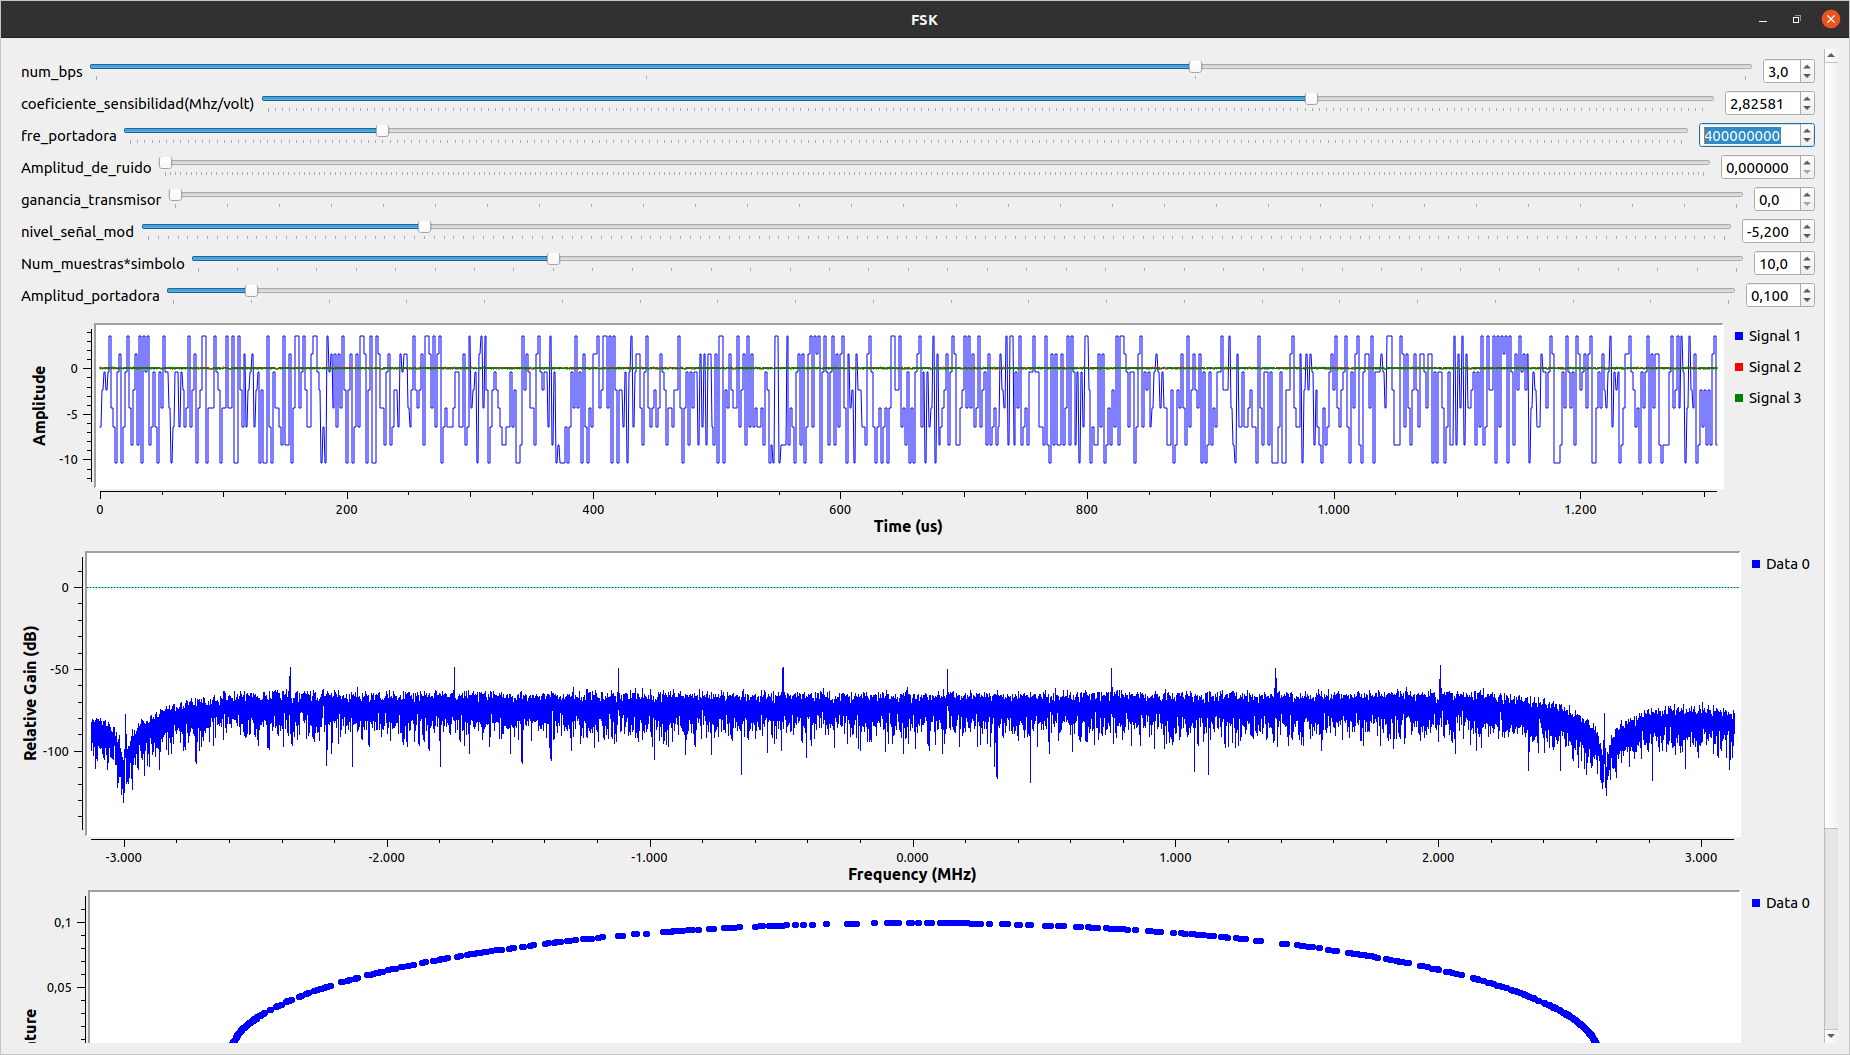 FSK
num_bps 3,0
coeficiente_sensibilidad(Mhz/volt) 2,82581
fre_portadora 400000000
Amplitud_de_ruido 0,000000
ganancia_transmisor 0,0
nivel_señal_mod -5,200
Num_muestras*simbolo 10,0
Amplitud_portadora 0,100
Signal 1
Signal 2
Signal 3
Amplitude
0
-5
-10
0 200 400 600 800 1.000 1.200
Time (us)
Data 0
Relative Gain (dB)
0
-50
-100
-3.000 -2.000 -1.000 0.000 1.000 2.000 3.000
Frequency (MHz)
Data 0
0,1
0,05
ture